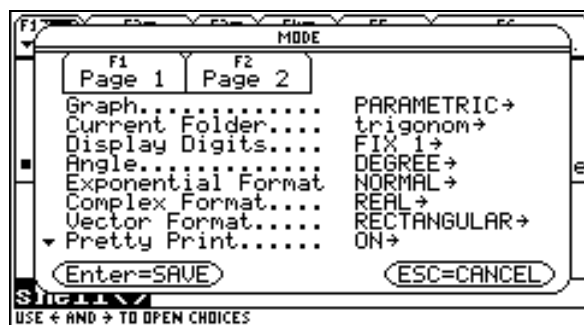 MODE
F1 F2
Page 1 Page 2
Graph.............. PARAMETRIC→
Current Folder.... trigonom→
Display Digits.... FIX 1→
Angle.............. DEGREE→
Exponential Format NORMAL→
Complex Format.... REAL→
Vector Format..... RECTANGULAR→
Pretty Print...... ON→
Enter=SAVE ESC=CANCEL
USE ← AND → TO OPEN CHOICES